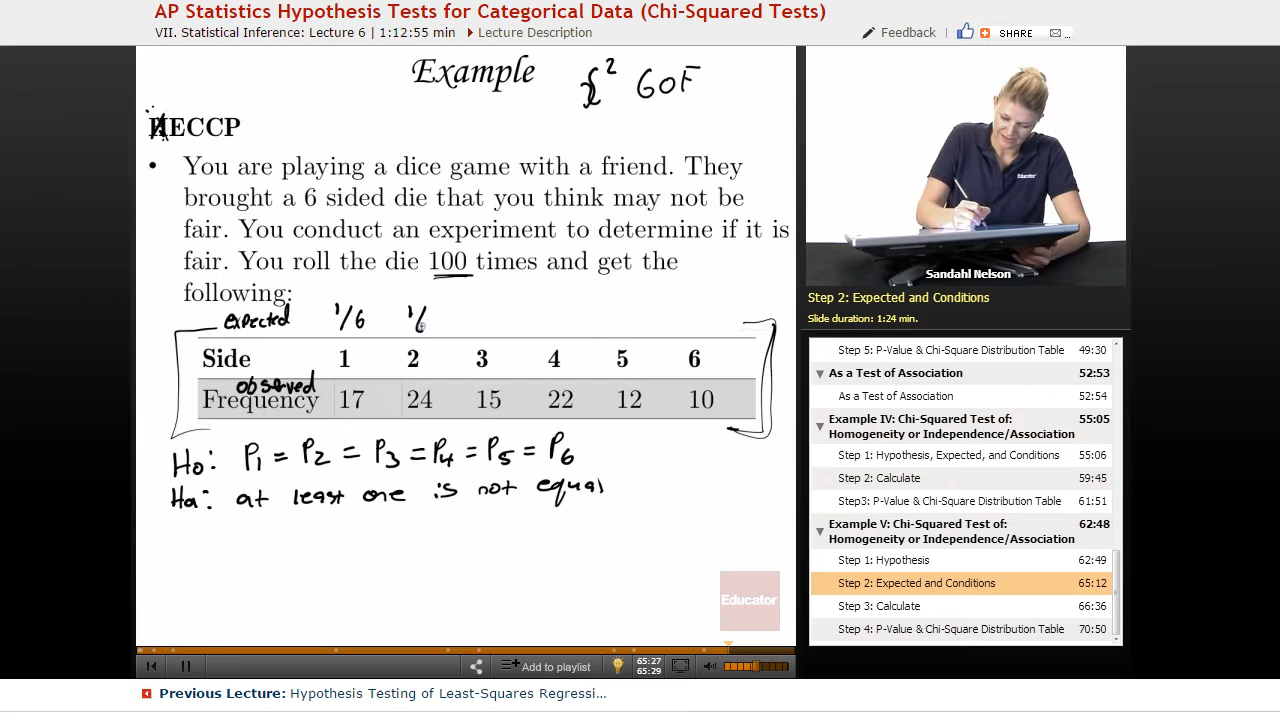 AP Statistics Hypothesis Tests for Categorical Data (Chi-Squared Tests)
VII. Statistical Inference: Lecture 6 | 1:12:55 min
Lecture Description
Feedback
SHARE
Example
χ² GOF
HECCP
• You are playing a dice game with a friend. They
brought a 6 sided die that you think may not be
fair. You conduct an experiment to determine if it is
fair. You roll the die 100 times and get the
following:
expected 1/6 1/6
Side 1 2 3 4 5 6
observed
Frequency 17 24 15 22 12 10
Ho: P1 = P2 = P3 = P4 = P5 = P6
Ha: at least one is not equal
Educator
Educator
Sandahl Nelson
Step 2: Expected and Conditions
Slide duration: 1:24 min.
Step 5: P-Value & Chi-Square Distribution Table 49:30
As a Test of Association 52:53
As a Test of Association 52:54
Example IV: Chi-Squared Test of: 55:05
Homogeneity or Independence/Association
Step 1: Hypothesis, Expected, and Conditions 55:06
Step 2: Calculate 59:45
Step3: P-Value & Chi-Square Distribution Table 61:51
Example V: Chi-Squared Test of: 62:48
Homogeneity or Independence/Association
Step 1: Hypothesis 62:49
Step 2: Expected and Conditions 65:12
Step 3: Calculate 66:36
Step 4: P-Value & Chi-Square Distribution Table 70:50
Add to playlist
65:27
65:29
Previous Lecture: Hypothesis Testing of Least-Squares Regressi...